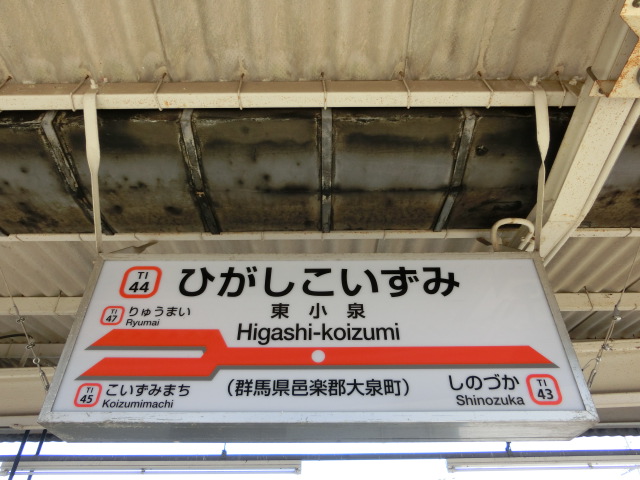 TI
44
ひがしこいずみ
東小泉
Higashi-koizumi
TI
47
りゅうまい
Ryumai
TI
45
こいずみまち
Koizumimachi
(群馬県邑楽郡大泉町)
しのづか
Shinozuka
TI
43